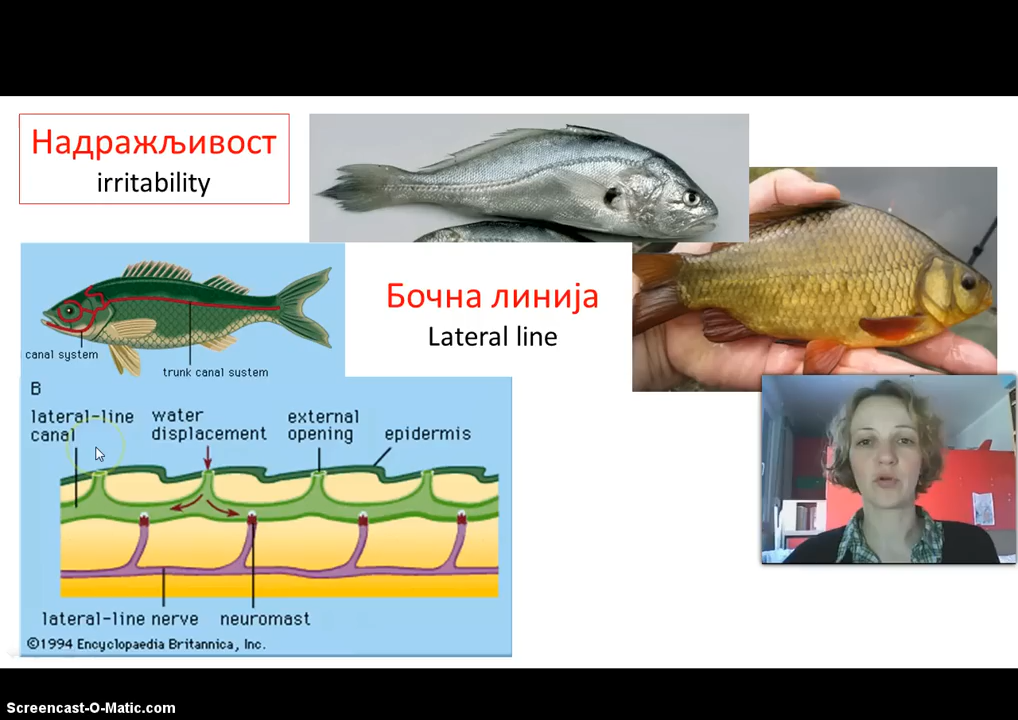 Надражљивост
irritability
Бочна линија
Lateral line
canal system
trunk canal sustem
B
lateral-line
canal
water
displacement
external
opening
epidermis
lateral-line nerve
neuromast
©1994 Encyclopaedia Britannica, Inc.
Screencast-O-Matic.com